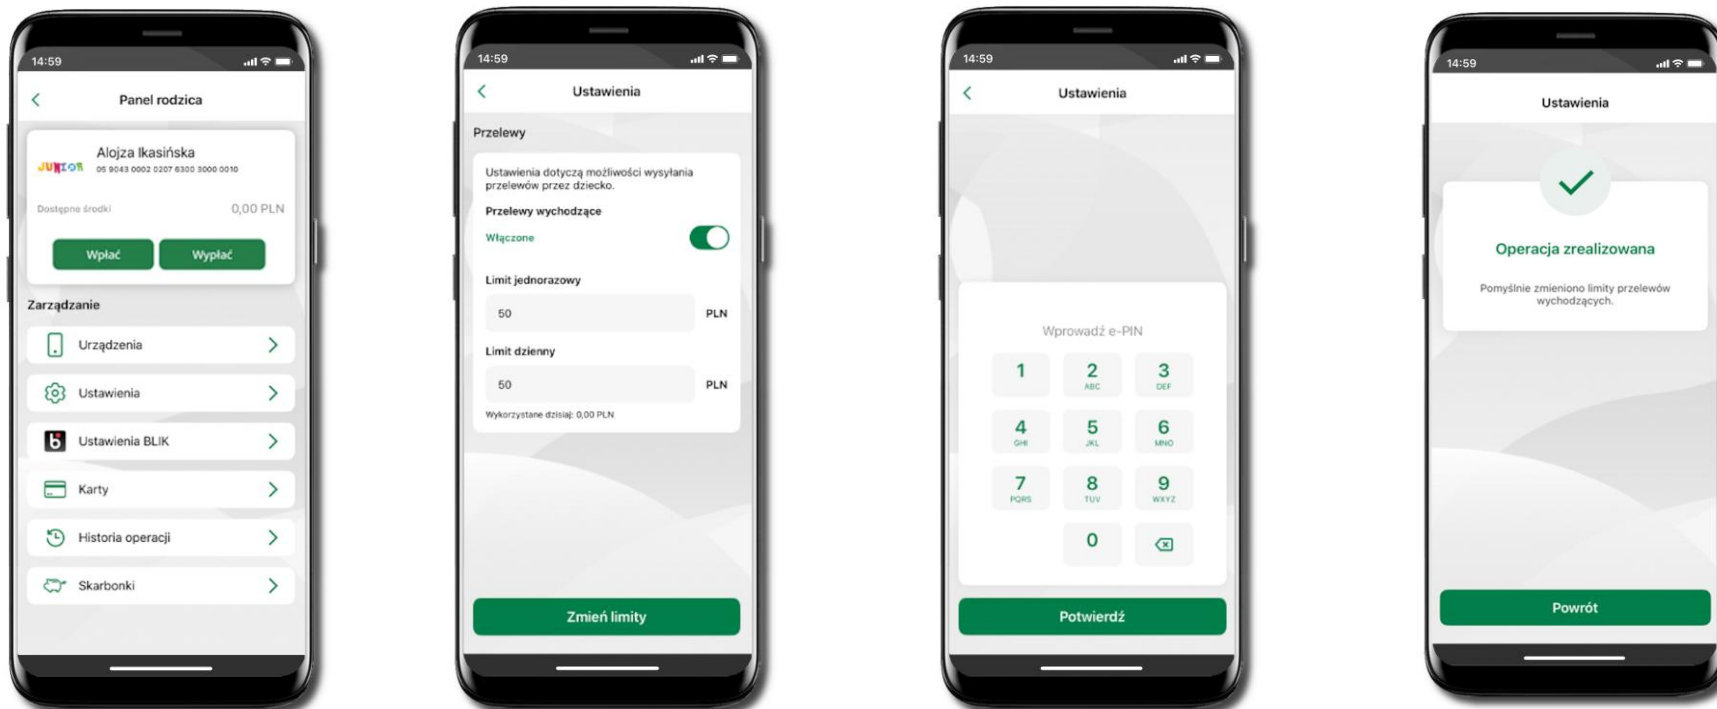 14:59
Panel rodzica
JUNIOR
Alojza Ikasińska
05 9043 0002 0207 6300 3000 0010
Dostępne środki
0,00 PLN
Wpłać
Wypłać
Zarządzanie
Urządzenia
Ustawienia
Ustawienia BLIK
Karty
Historia operacji
Skarbonki
14:59
Ustawienia
Przelewy
Ustawienia dotyczą możliwości wysyłania
przelewów przez dziecko.
Przelewy wychodzące
Włączone
Limit jednorazowy
50 PLN
Limit dzienny
50 PLN
Wykorzystane dzisiaj: 0,00 PLN
Zmień limity
14:59
Ustawienia
Wprowadź e-PIN
1 2 3
ABC DEF
4 5 6
GHI JKL MNO
7 8 9
PQRS TUV WXYZ
0
Potwierdź
14:59
Ustawienia
Operacja zrealizowana
Pomyślnie zmieniono limity przelewów
wychodzących.
Powrót